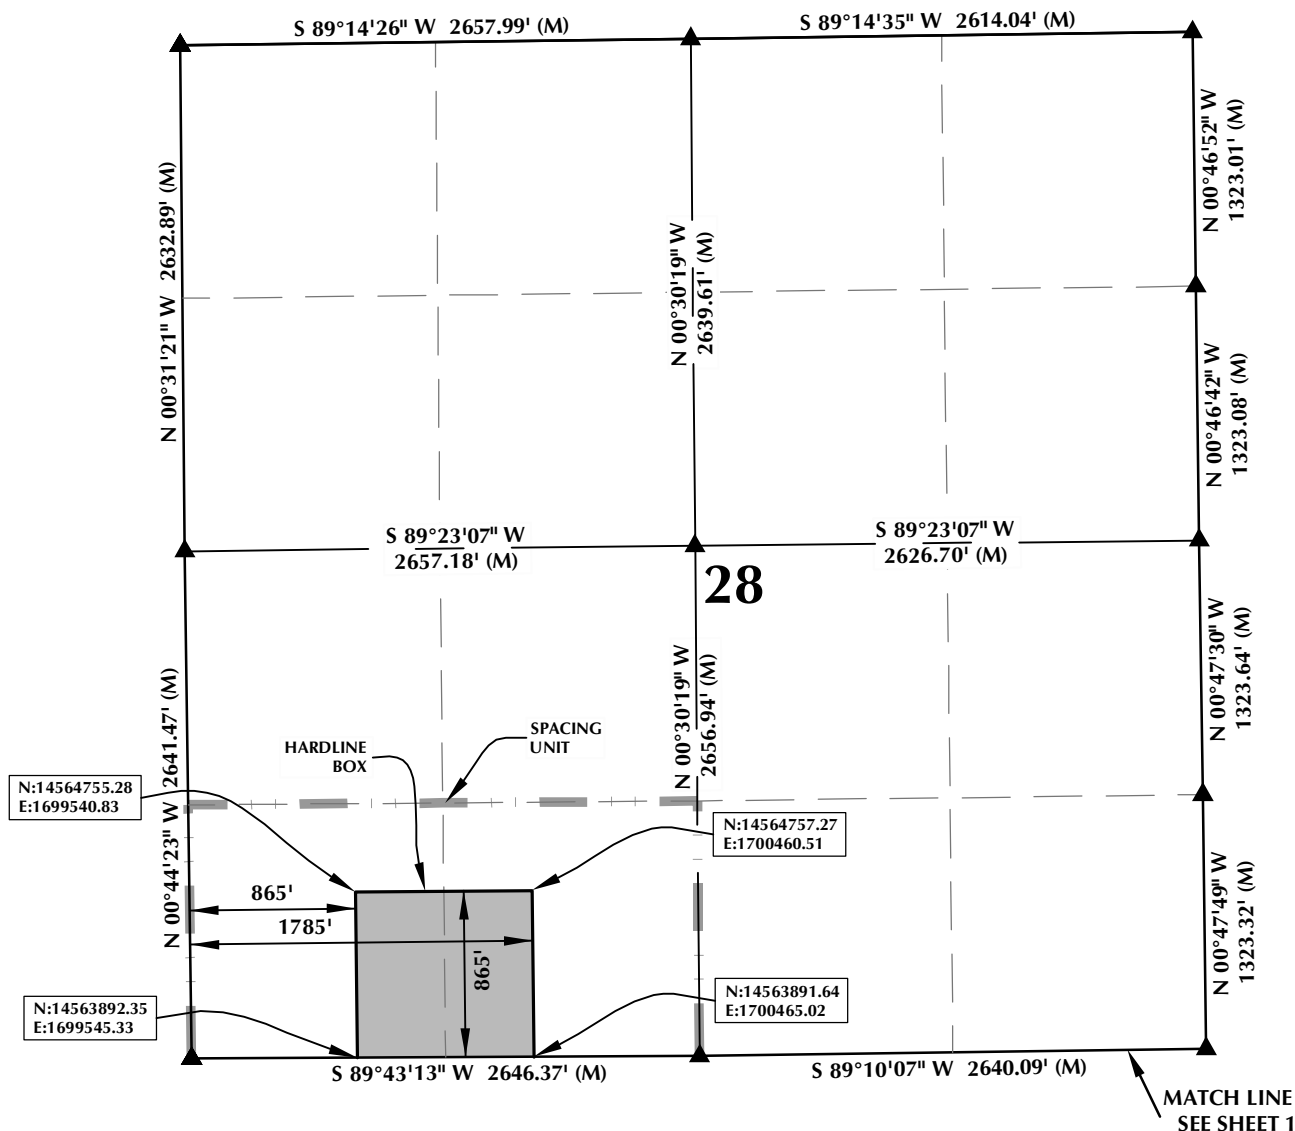 S 89°14'26" W 2657.99' (M)
S 89°14'35" W 2614.04' (M)
N 00°46'52" W
1323.01' (M)
N 00°31'21" W 2632.89' (M)
N 00°30'19" W
2639.61' (M)
N 00°46'42" W
1323.08' (M)
S 89°23'07" W
2657.18' (M)
S 89°23'07" W
2626.70' (M)
28
N 00°44'23" W 2641.47' (M)
N 00°30'19" W
2656.94' (M)
N 00°47'30" W
1323.64' (M)
HARDLINE
BOX
SPACING
UNIT
N:14564755.28
E:1699540.83
N:14564757.27
E:1700460.51
865'
1785'
865'
N 00°47'49" W
1323.32' (M)
N:14563892.35
E:1699545.33
N:14563891.64
E:1700465.02
S 89°43'13" W 2646.37' (M)
S 89°10'07" W 2640.09' (M)
MATCH LINE
SEE SHEET 1